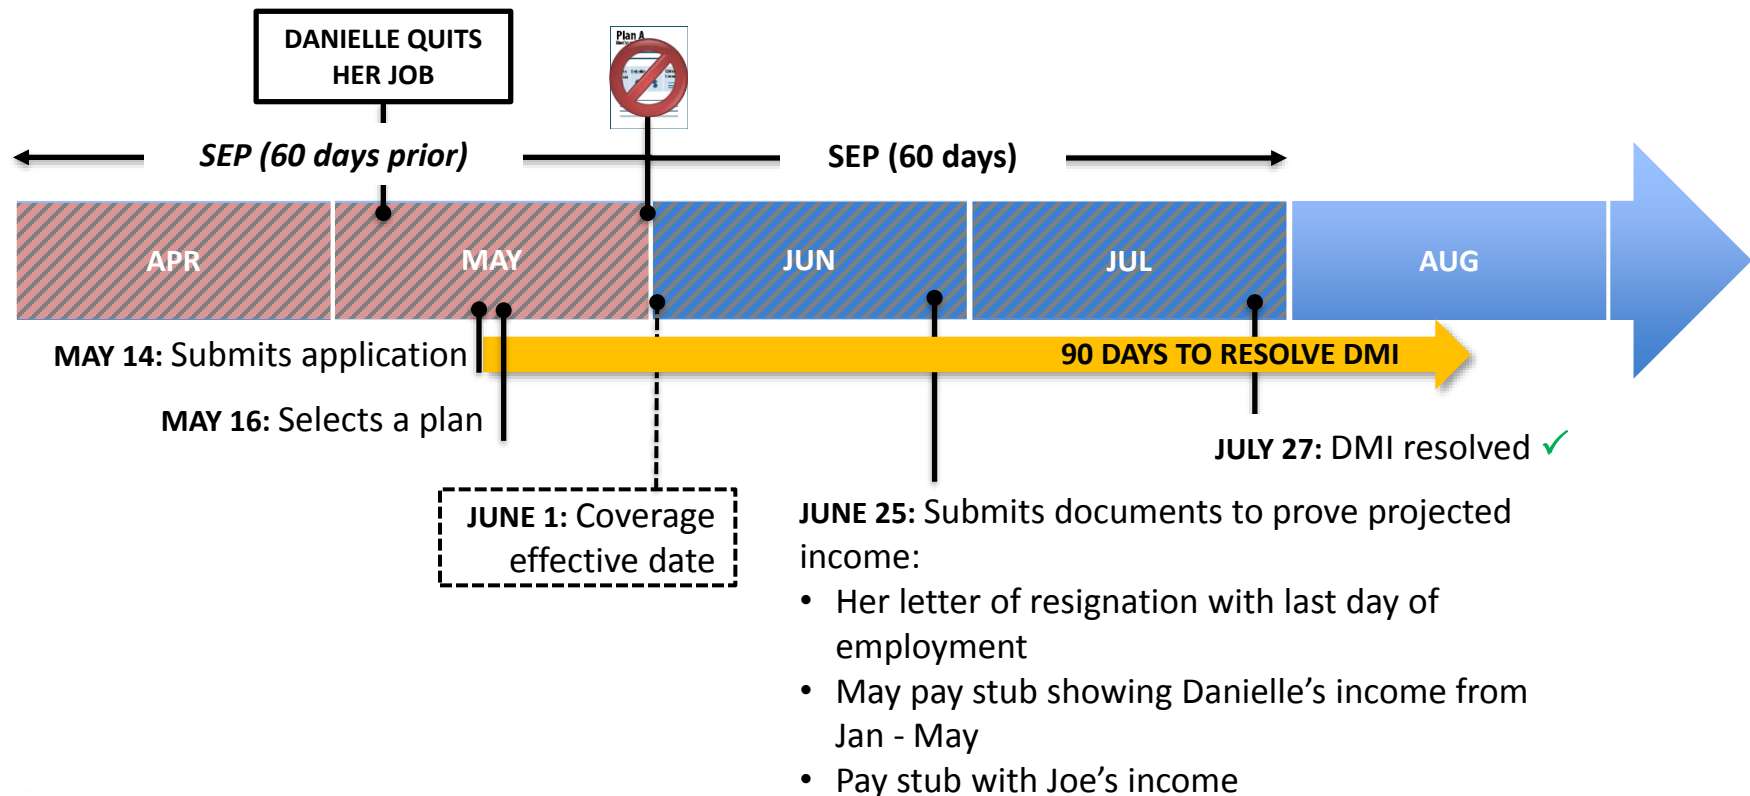 DANIELLE QUITS
HER JOB
Plan A
SEP (60 days prior)
SEP (60 days)
APR
MAY
JUN
JUL
AUG
MAY 14: Submits application
90 DAYS TO RESOLVE DMI
MAY 16: Selects a plan
JULY 27: DMI resolved ✓
JUNE 1: Coverage
effective date
JUNE 25: Submits documents to prove projected
income:
• Her letter of resignation with last day of
employment
• May pay stub showing Danielle’s income from
Jan - May
• Pay stub with Joe’s income